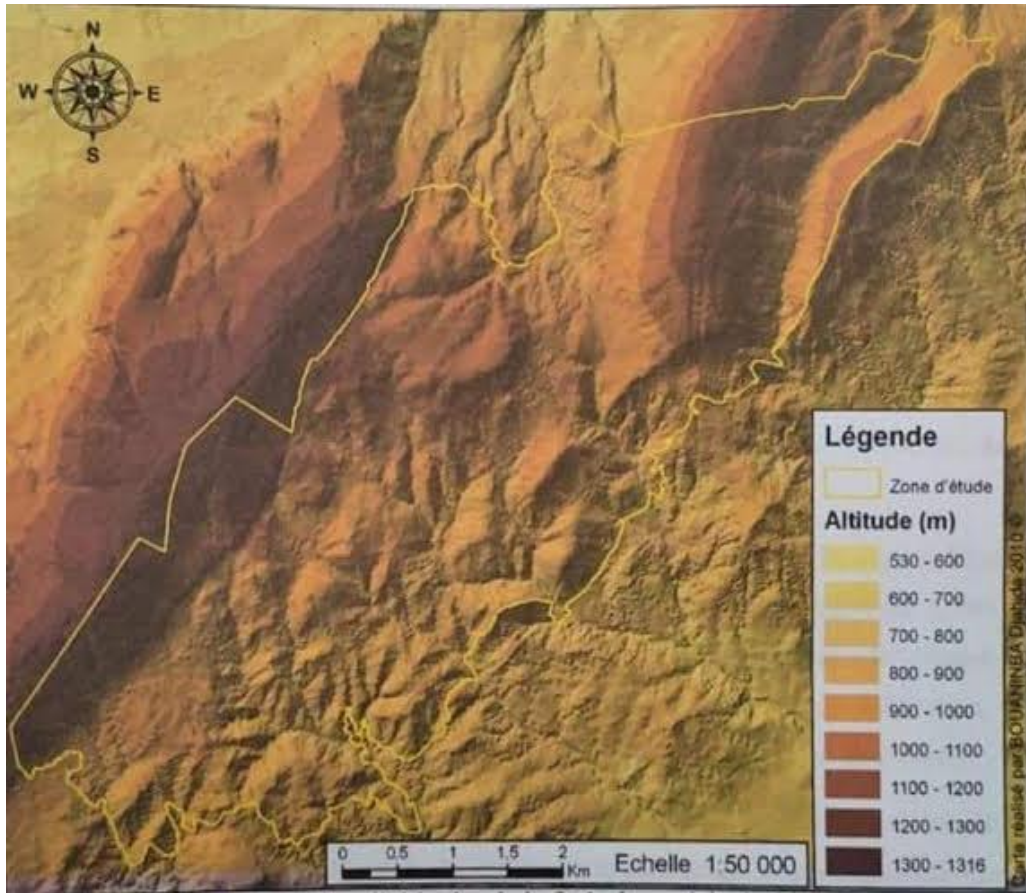 N
W E
S
Légende
Zone d'étude
Altitude (m)
530 - 600
600 - 700
700 - 800
800 - 900
900 - 1000
1000 - 1100
1100 - 1200
1200 - 1300
1300 - 1316
0 0,5 1 1,5 2
Km
Echelle 1:50 000
Carte réalisé par BOUANINBA Djahida 2010 ©